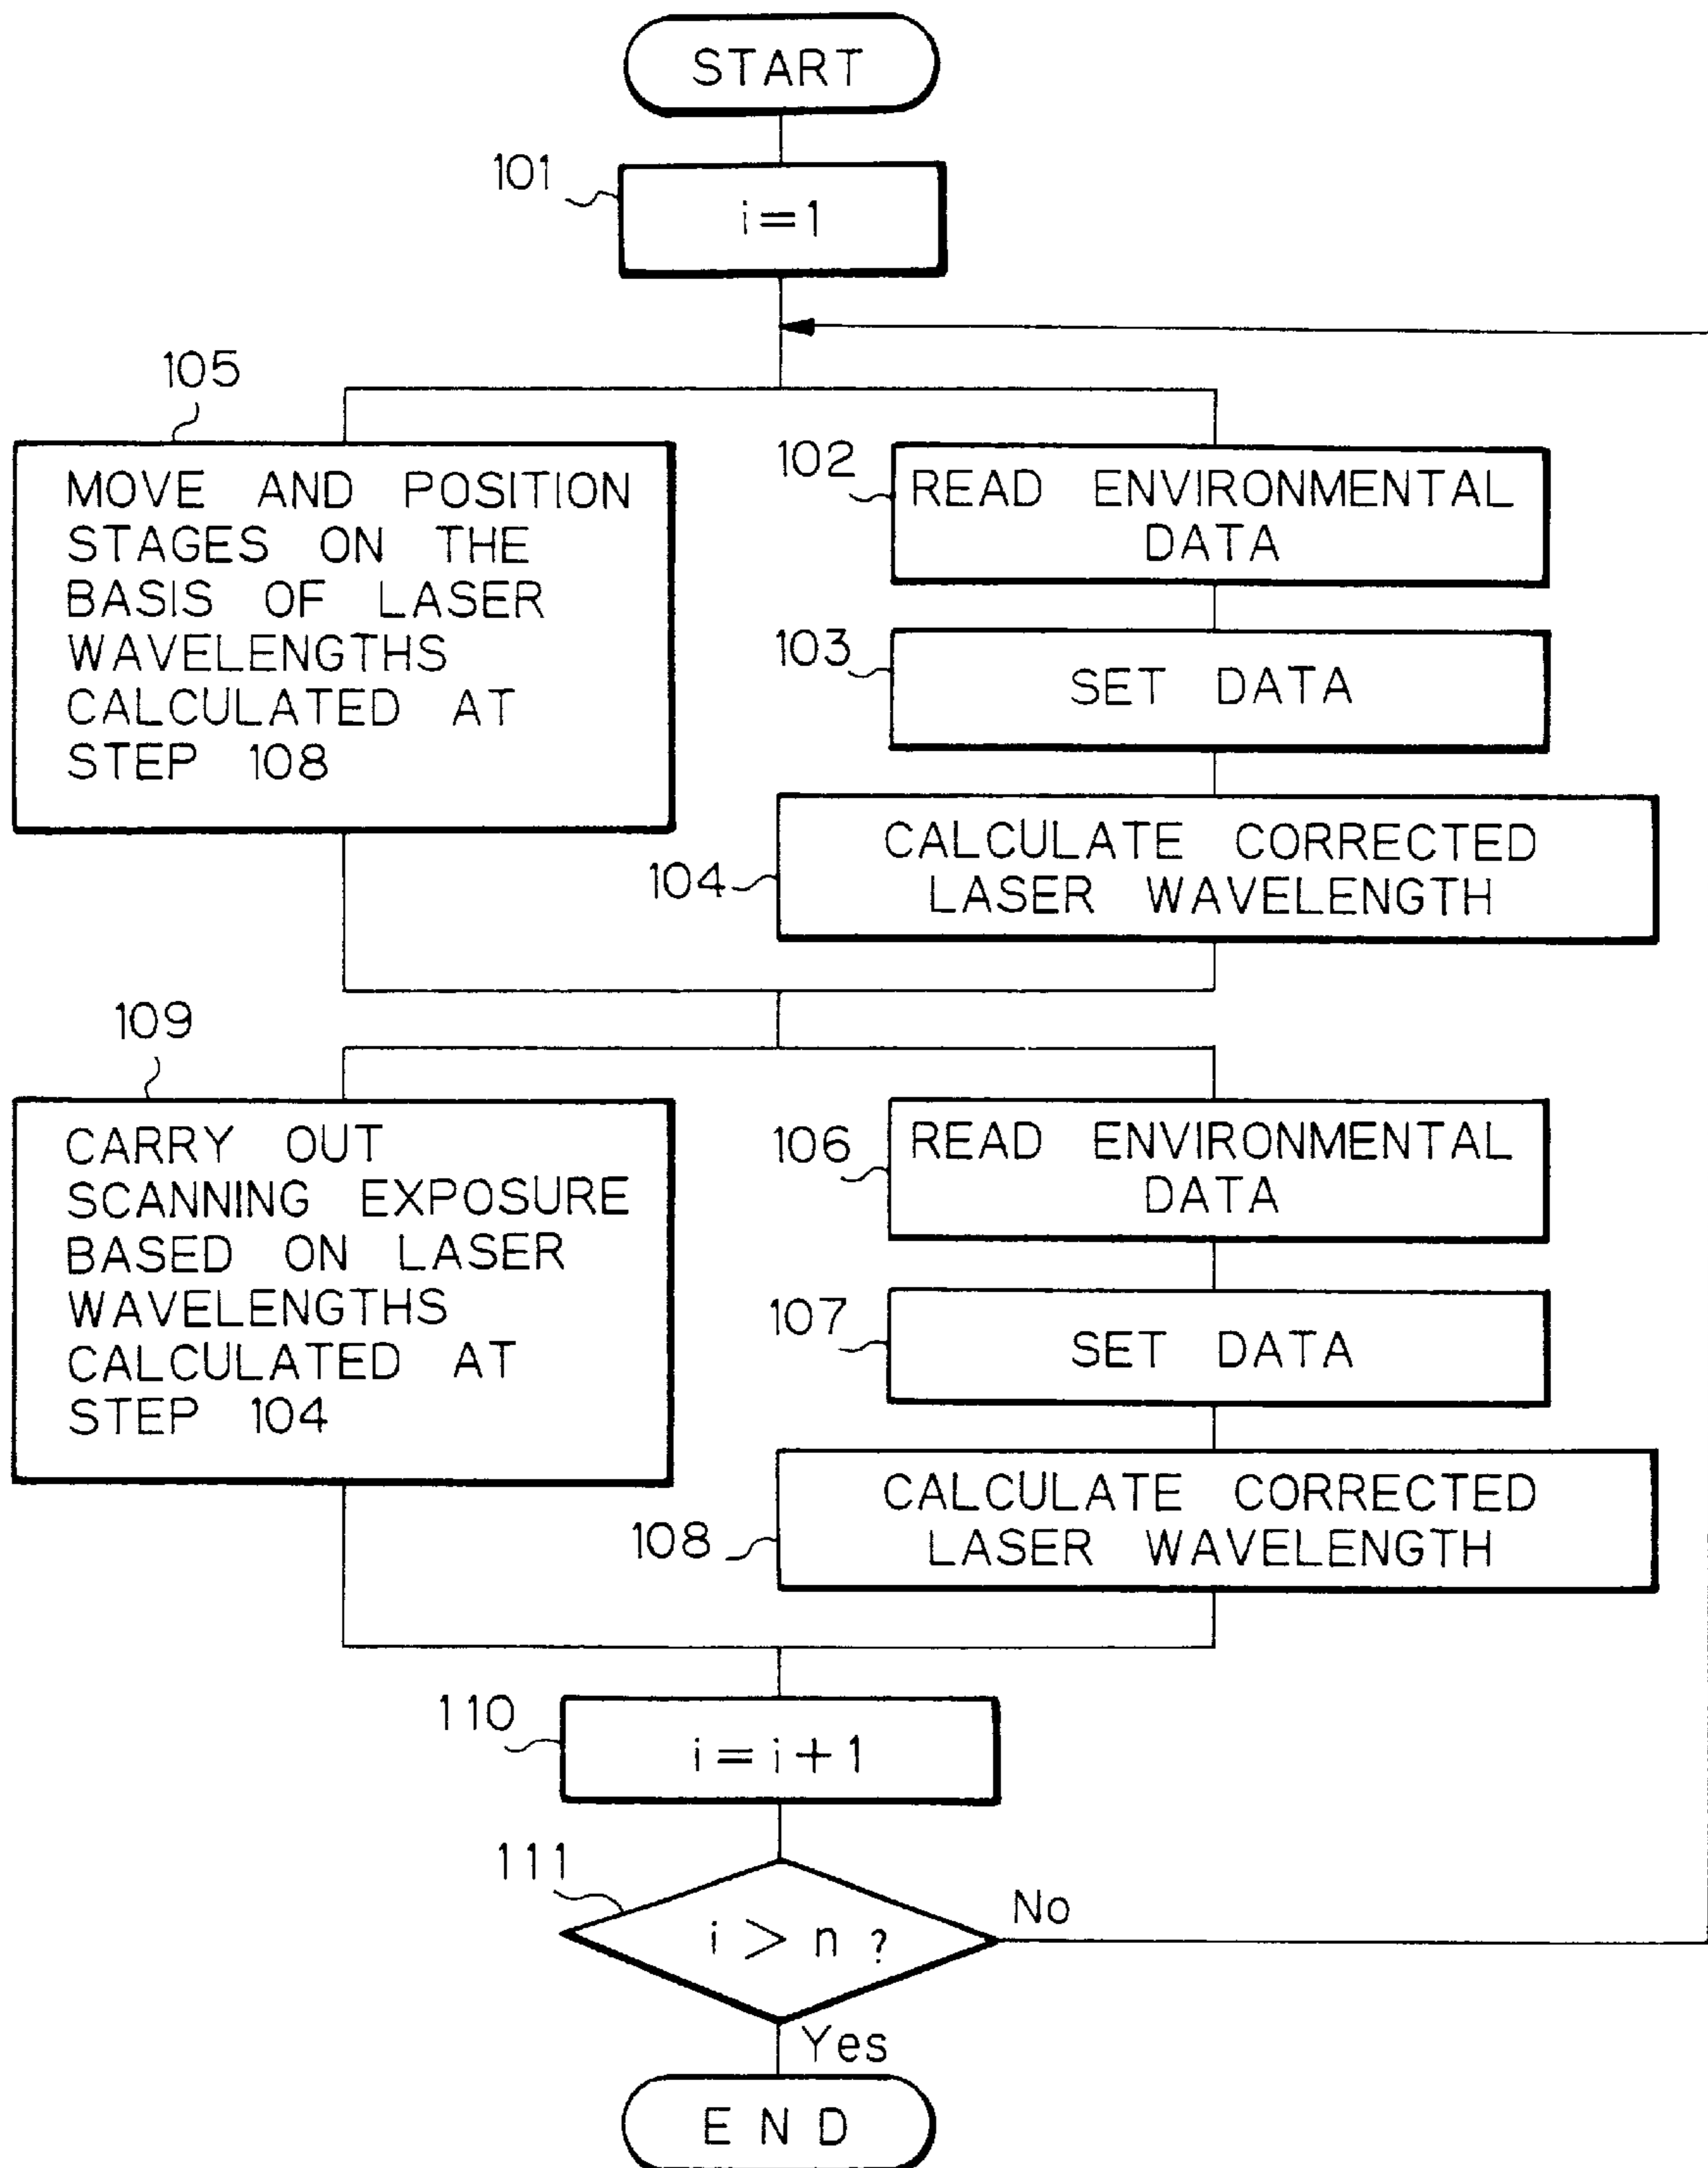 START
101
i=1
105
MOVE AND POSITION
STAGES ON THE
BASIS OF LASER
WAVELENGTHS
CALCULATED AT
STEP 108
102
READ ENVIRONMENTAL
DATA
103
SET DATA
104
CALCULATE CORRECTED
LASER WAVELENGTH
109
CARRY OUT
SCANNING EXPOSURE
BASED ON LASER
WAVELENGTHS
CALCULATED AT
STEP 104
106
READ ENVIRONMENTAL
DATA
107
SET DATA
108
CALCULATE CORRECTED
LASER WAVELENGTH
110
i=i+1
111
i > n ?
No
Yes
END